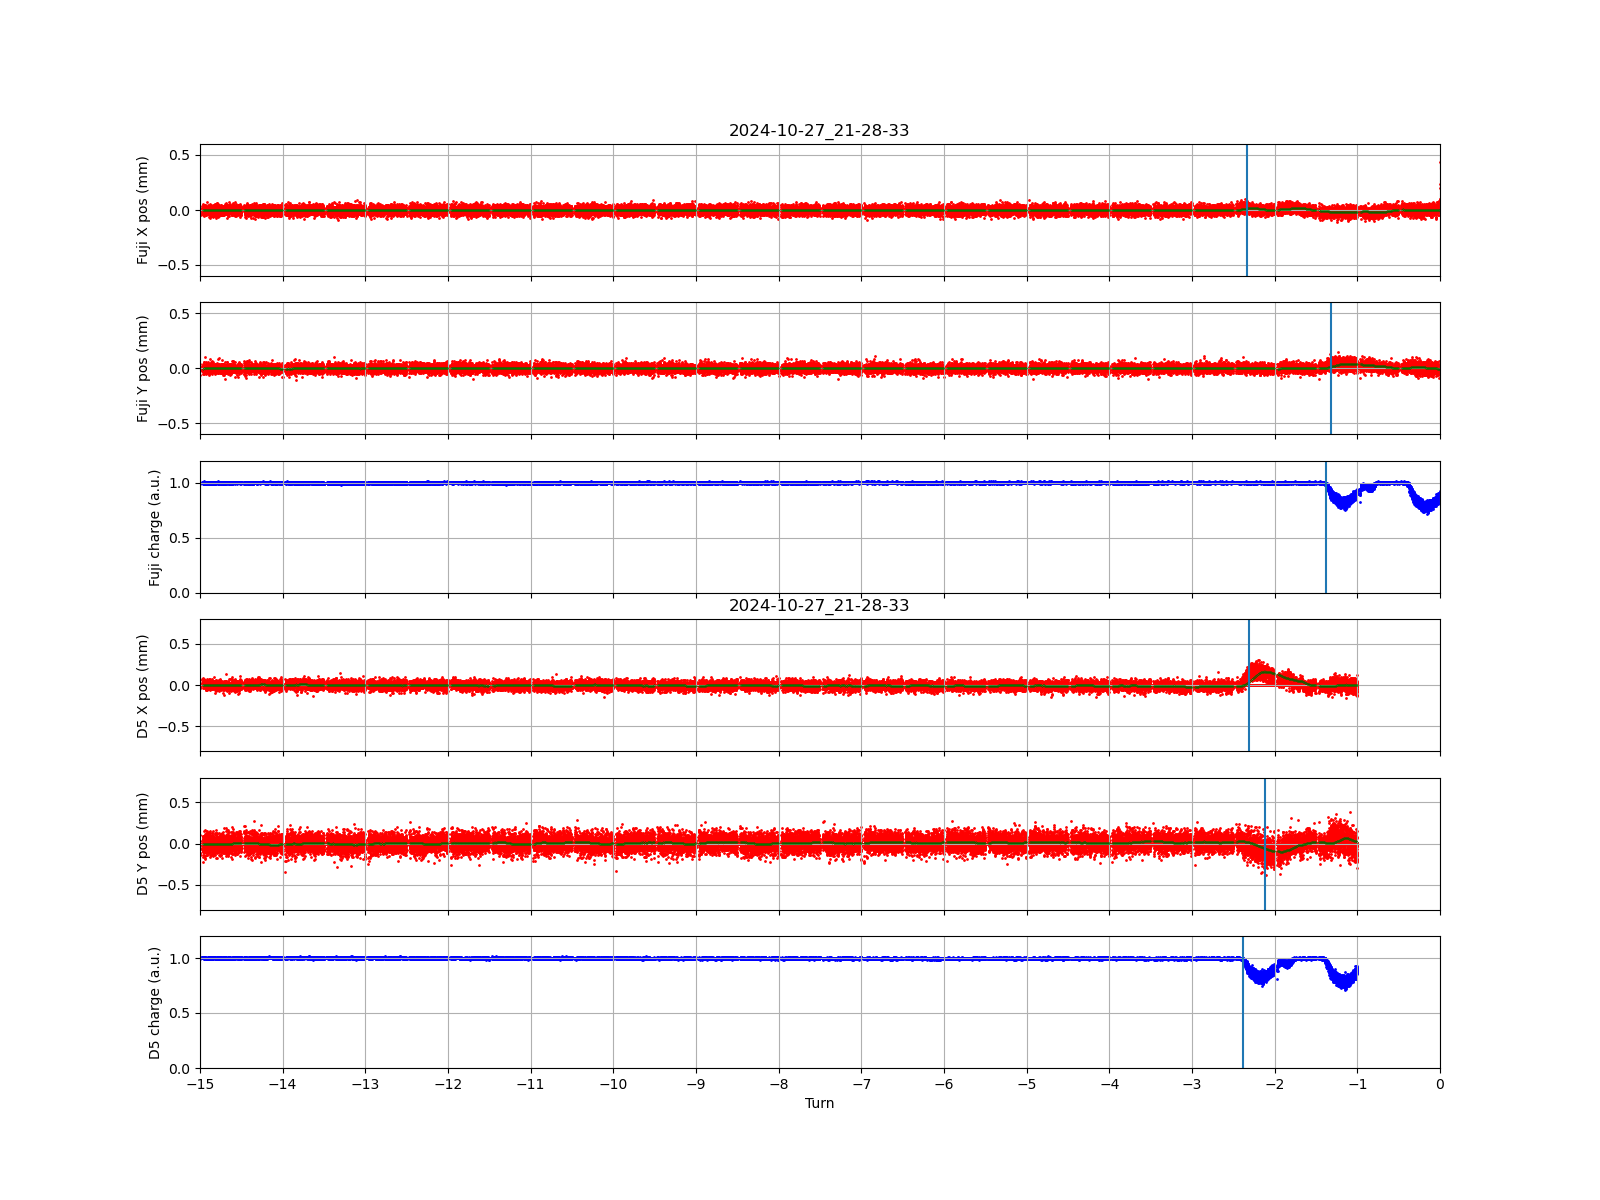 2024-10-27_21-28-33
Fuji X pos (mm)
0.5
0.0
−0.5
Fuji Y pos (mm)
0.5
0.0
−0.5
Fuji charge (a.u.)
1.0
0.5
0.0
2024-10-27_21-28-33
D5 X pos (mm)
0.5
0.0
−0.5
D5 Y pos (mm)
0.5
0.0
−0.5
D5 charge (a.u.)
1.0
0.5
0.0
−15 −14 −13 −12 −11 −10 −9 −8 −7 −6 −5 −4 −3 −2 −1 0
Turn